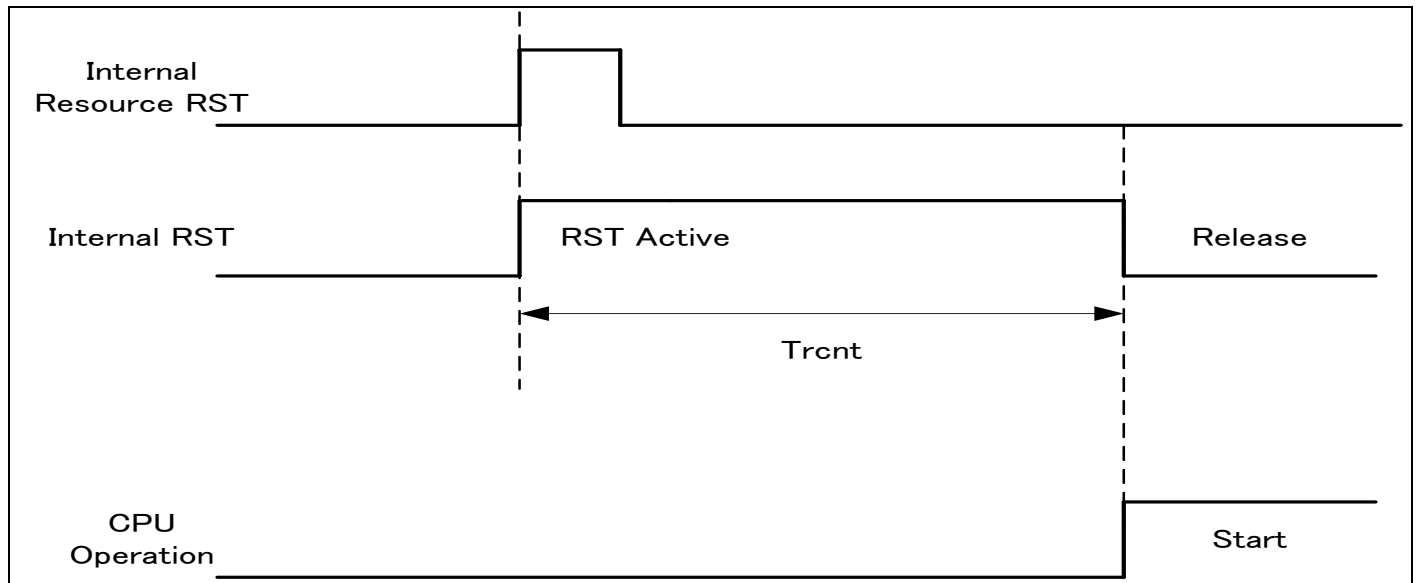 Internal
Resource RST
Internal RST
RST Active
Release
Trcnt
CPU
Operation
Start